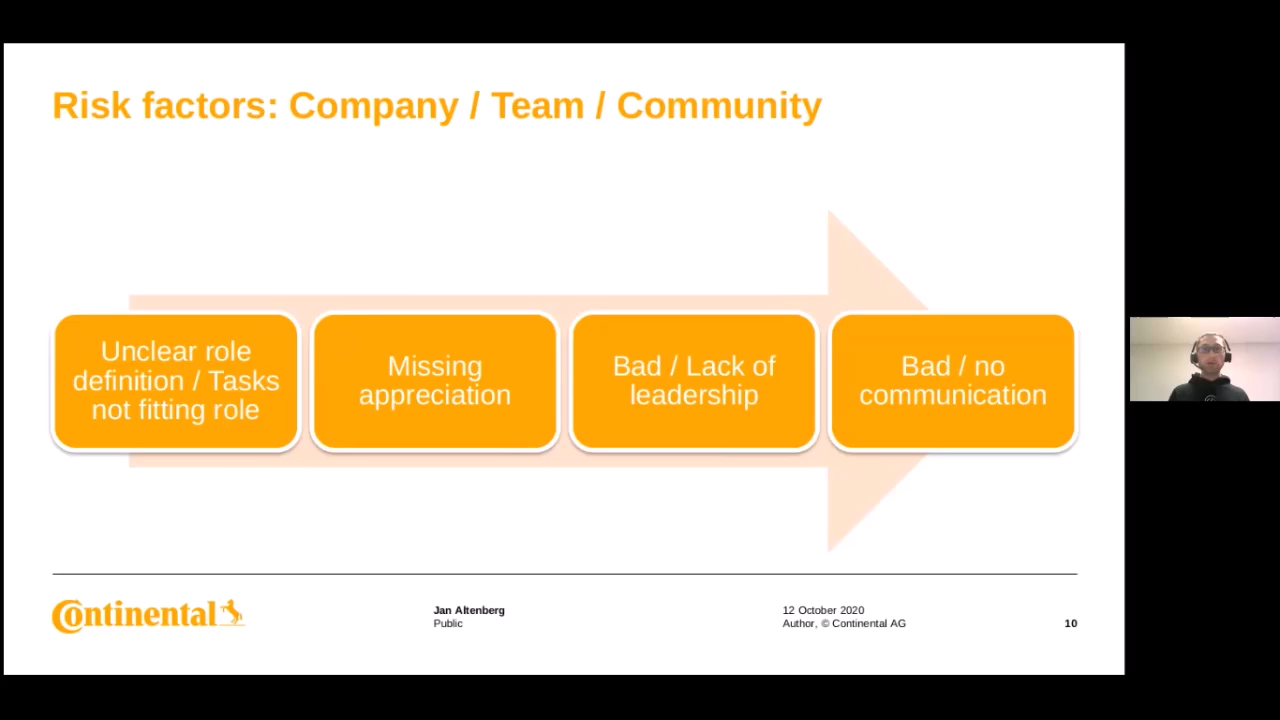 Risk factors: Company / Team / Community
Unclear role
definition / Tasks
not fitting role
Missing
appreciation
Bad / Lack of
leadership
Bad / no
communication
Continental
Jan Altenberg
Public
12 October 2020
Author, © Continental AG
10